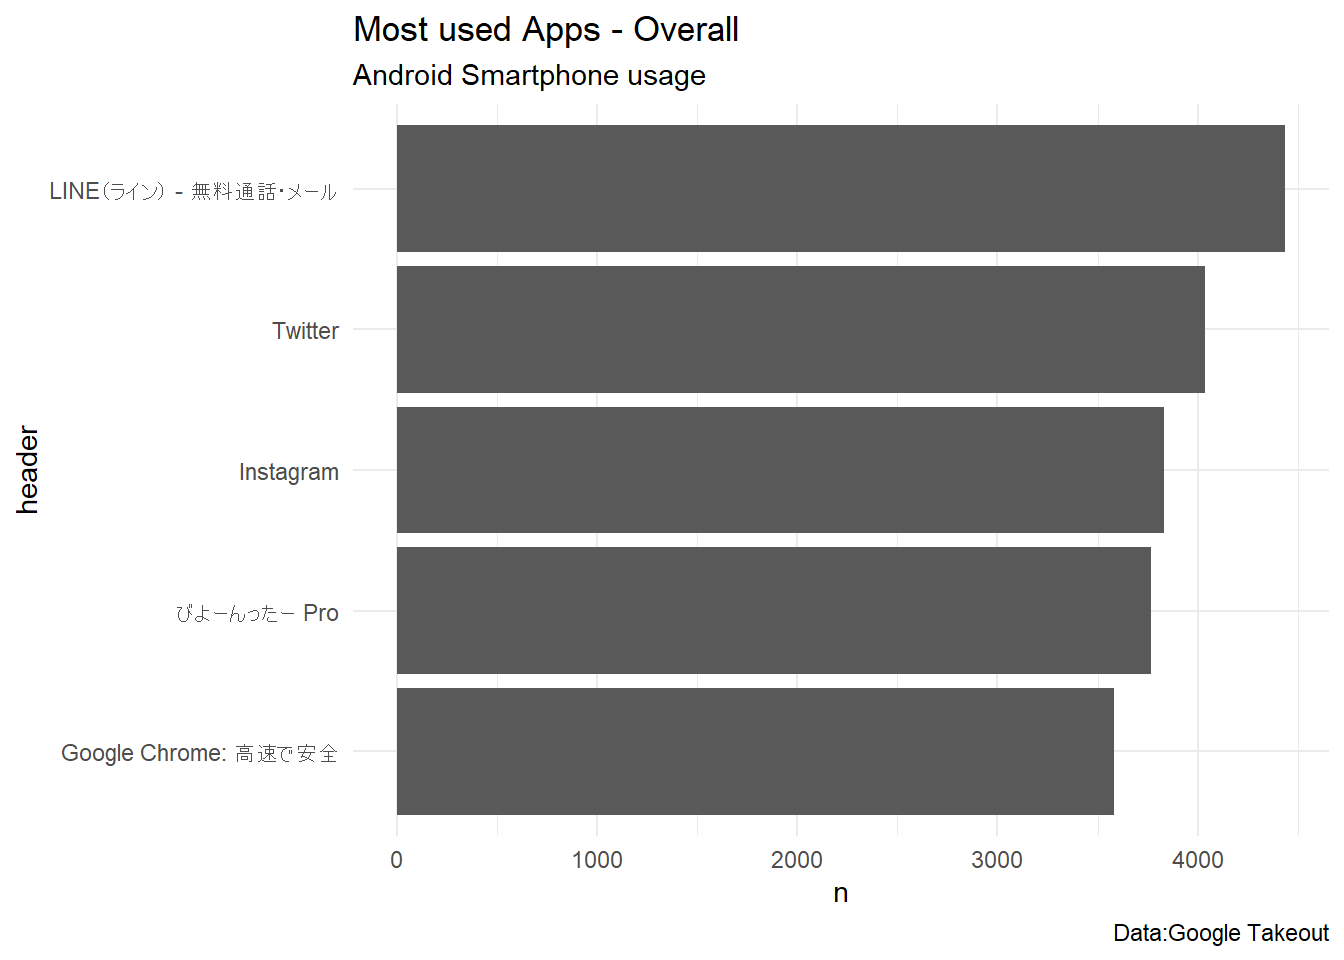 Most used Apps - Overall
Android Smartphone usage
LINE（ライン） - 無料通話・メール
Twitter
Instagram
びよーんったー Pro
Google Chrome: 高速で安全
header
0 1000 2000 3000 4000
n
Data:Google Takeout